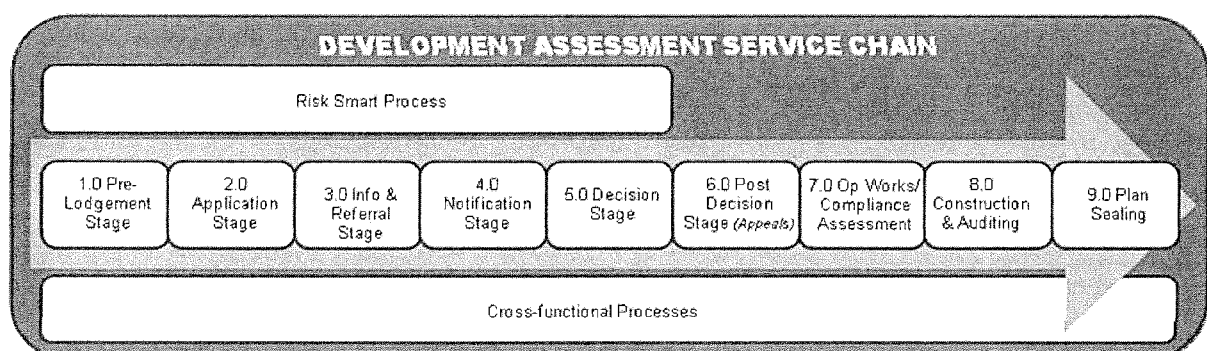 DEVELOPMENT ASSESSMENT SERVICE CHAIN
Risk Smart Process
1.0 Pre-
Lodgement
Stage
2.0
Application
Stage
3.0 Info &
Referral
Stage
4.0
Notification
Stage
5.0 Decision
Stage
6.0 Post
Decision
Stage (Appeals)
7.0 Op Works/
Compliance
Assessment
8.0
Construction
& Auditing
9.0 Plan
Sealing
Cross-functional Processes